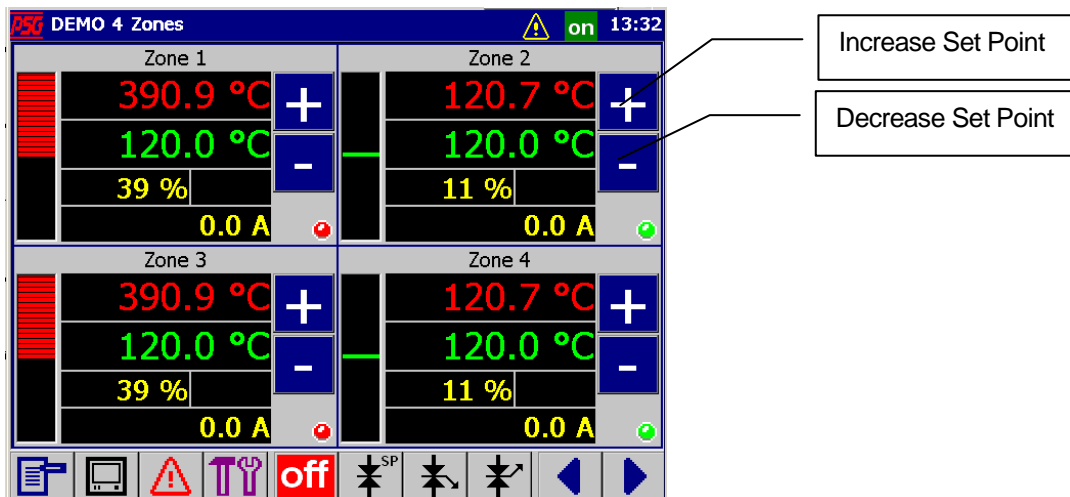 PSG DEMO 4 Zones on 13:32
Increase Set Point
Decrease Set Point
Zone 1
390.9 °C +
120.0 °C -
39 %
0.0 A
Zone 2
120.7 °C +
120.0 °C -
11 %
0.0 A
Zone 3
390.9 °C +
120.0 °C -
39 %
0.0 A
Zone 4
120.7 °C +
120.0 °C -
11 %
0.0 A
off SP